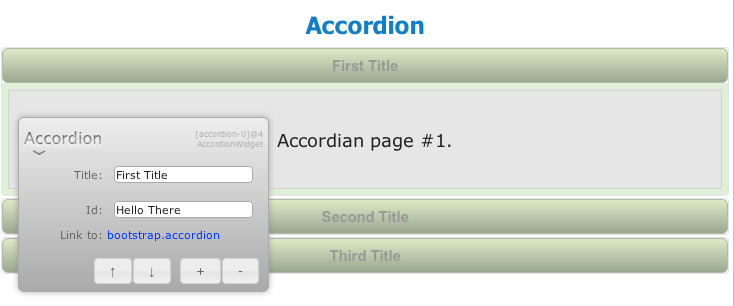 Accordion
First Title
Accordion
{accordion-0}@4
AccordionWidget
Accordian page #1.
Title: First Title
Id: Hello There
Second Title
Link to: bootstrap.accordion
Third Title
↑ ↓ + -